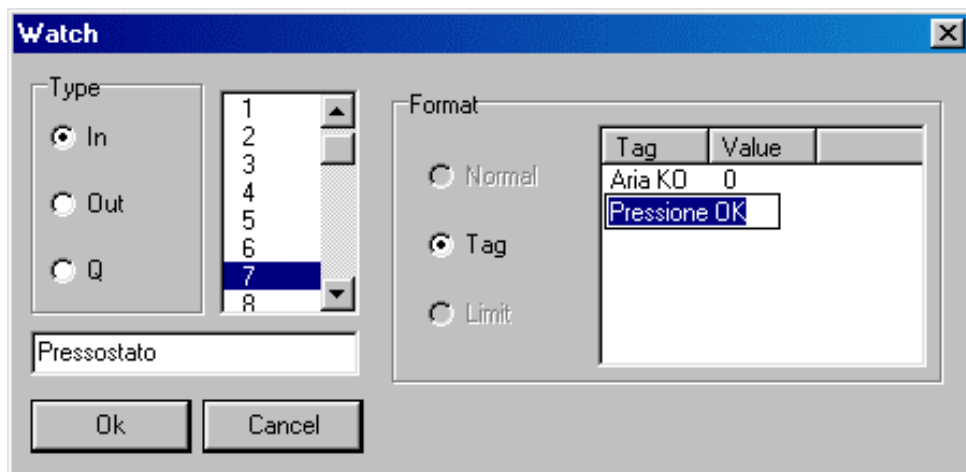 Watch
Type
In
Out
Q
1
2
3
4
5
6
7
8
Pressostato
Ok
Cancel
Format
Normal
Tag
Limit
Tag Value
Aria KO 0
Pressione OK